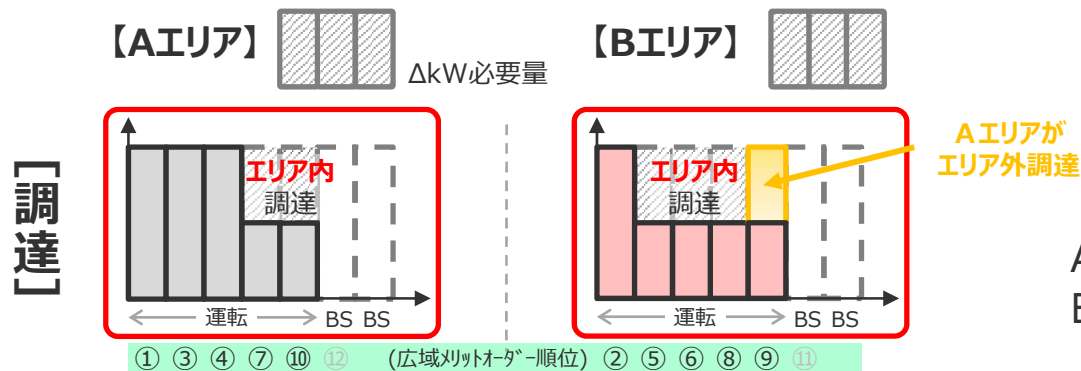 【Aエリア】
ΔkW必要量
【Bエリア】
[調達]
エリア内
調達
運転
BS BS
エリア内
調達
運転
BS BS
Aエリアが
エリア外調達
A
B
① ③ ④ ⑦ ⑩ ⑫ (広域メリットオーダー順位) ② ⑤ ⑥ ⑧ ⑨ ⑪